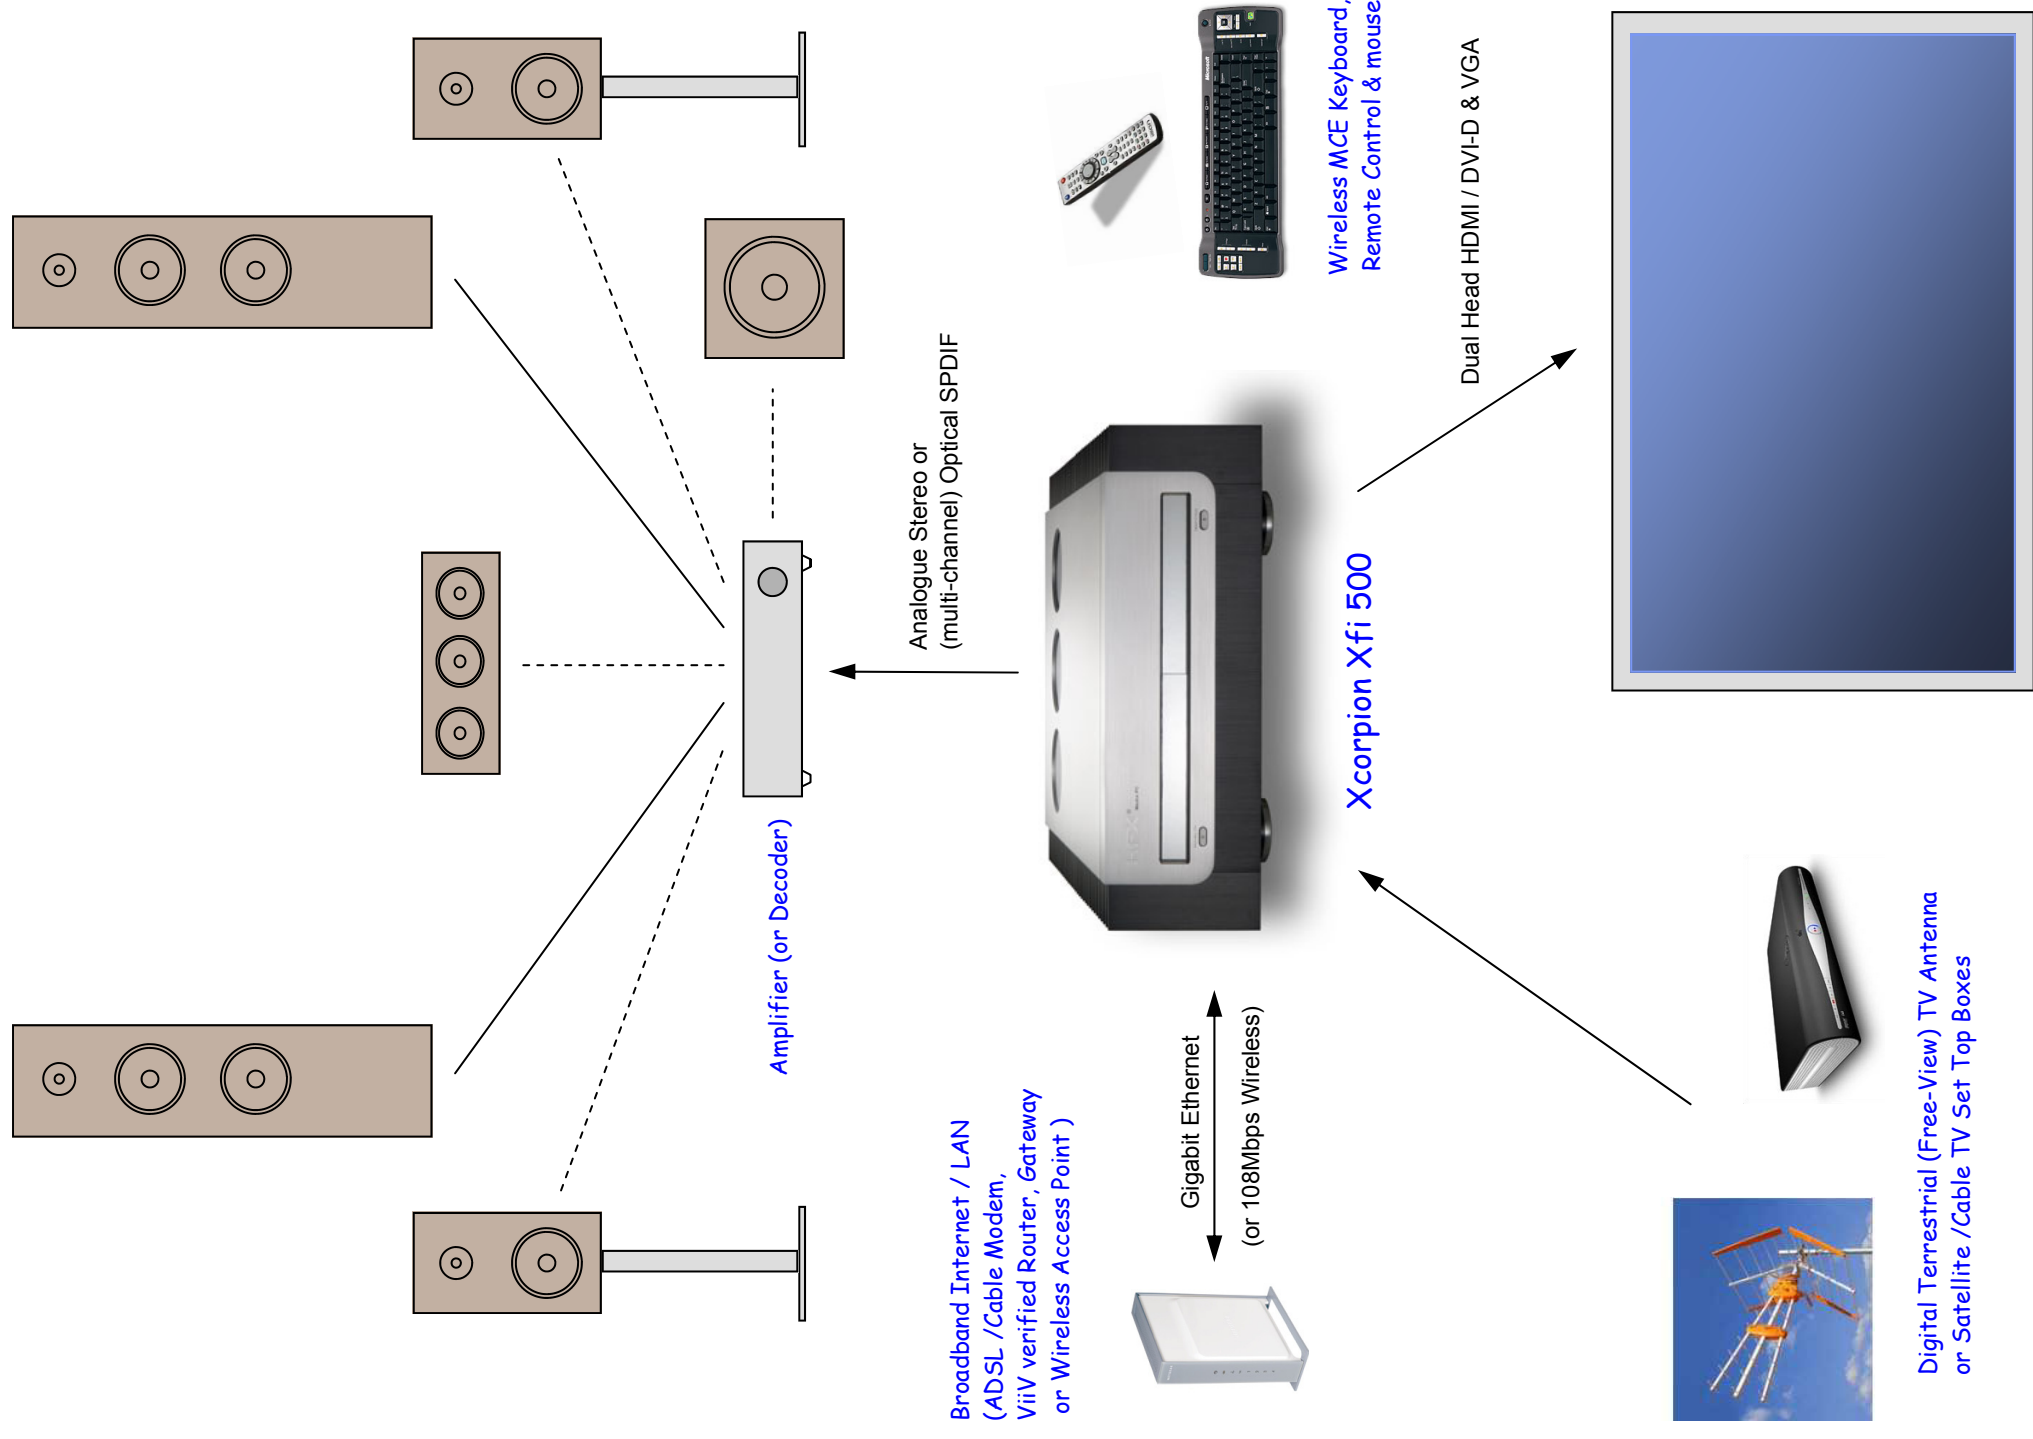 Amplifier (or Decoder)
Analogue Stereo or
(multi-channel) Optical SPDIF
Broadband Internet / LAN
(ADSL /Cable Modem,
ViiV verified Router, Gateway
or Wireless Access Point )
Gigabit Ethernet
(or 108Mbps Wireless)
Xcorpion Xfi 500
Wireless MCE Keyboard,
Remote Control & mouse
Microsoft
Dual Head HDMI / DVI-D & VGA
Digital Terrestrial (Free-View) TV Antenna
or Satellite /Cable TV Set Top Boxes